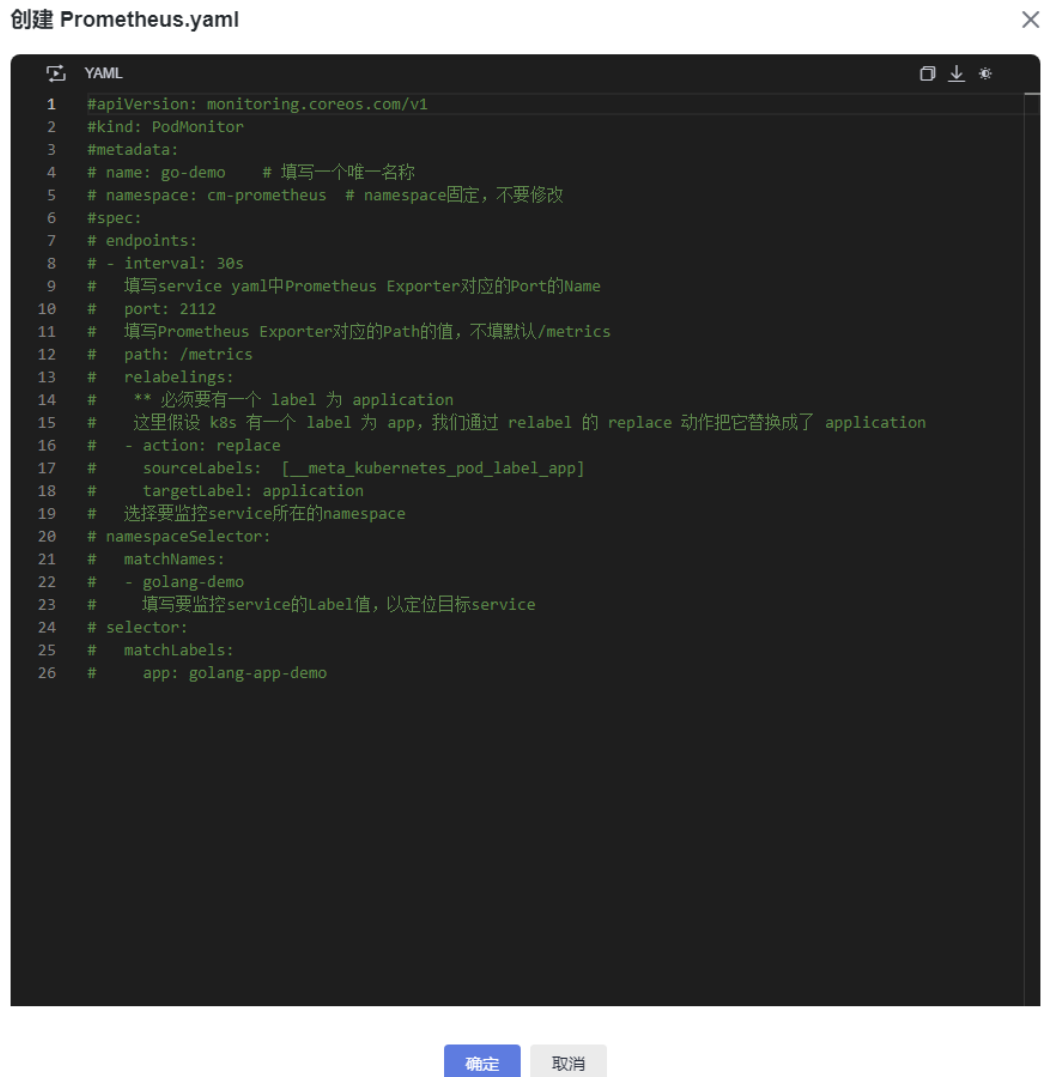 创建 Prometheus.yaml
YAML
1 #apiVersion: monitoring.coreos.com/v1
2 #kind: PodMonitor
3 #metadata:
4 # name: go-demo    # 填写一个唯一名称
5 # namespace: cm-prometheus  # namespace固定，不要修改
6 #spec:
7 # endpoints:
8 # - interval: 30s
9 #   填写service yaml中Prometheus Exporter对应的Port的Name
10 #   port: 2112
11 #   填写Prometheus Exporter对应的Path的值，不填默认/metrics
12 #   path: /metrics
13 #   relabelings:
14 #    ** 必须要有一个 label 为 application
15 #    这里假设 k8s 有一个 label 为 app，我们通过 relabel 的 replace 动作把它替换成了 application
16 #   - action: replace
17 #     sourceLabels:  [__meta_kubernetes_pod_label_app]
18 #     targetLabel: application
19 #   选择要监控service所在的namespace
20 # namespaceSelector:
21 #   matchNames:
22 #   - golang-demo
23 #     填写要监控service的Label值，以定位目标service
24 # selector:
25 #   matchLabels:
26 #     app: golang-app-demo
确定 取消